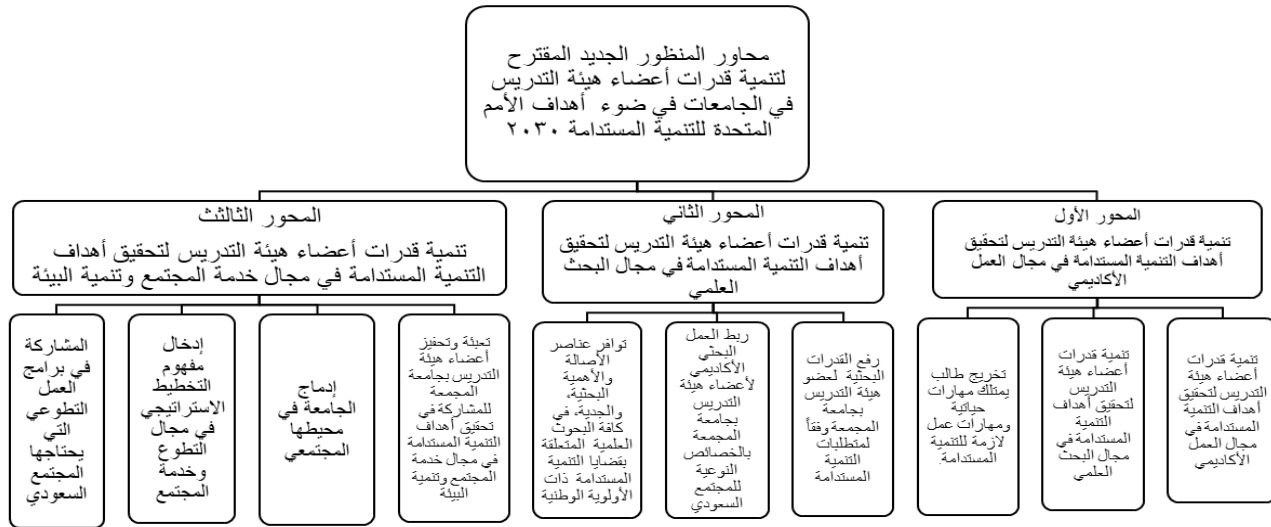 محاور المنظور الجديد المقترح
لتنمية قدرات أعضاء هيئة التدريس
في الجامعات في ضوء أهداف الأمم
المتحدة للتنمية المستدامة ٢٠٣٠
المحور الأول
تنمية قدرات أعضاء هيئة التدريس لتحقيق
أهداف التنمية المستدامة في مجال العمل
الأكاديمي
تنمية قدرات
أعضاء هيئة
التدريس لتحقيق
أهداف التنمية
المستدامة في
مجال العمل
الأكاديمي
تنمية قدرات
أعضاء هيئة
التدريس
لتحقيق أهداف
التنمية
المستدامة في
مجال البحث
العلمي
تخريج طالب
يمتلك مهارات
حياتية
ومهارات عمل
لازمة للتنمية
المستدامة.
المحور الثاني
تنمية قدرات أعضاء هيئة التدريس لتحقيق
أهداف التنمية المستدامة في مجال البحث
العلمي
رفع القدرات
البحثية لعضو
هيئة التدريس
بجامعة
المجمعة وفقاً
لمتطلبات
التنمية
المستدامة
ربط العمل
البحثي
الأكاديمي
لأعضاء هيئة
التدريس
بجامعة
المجمعة
بالخصائص
النوعية
للمجتمع
السعودي
توافر عناصر
الأصالة
والأهمية
البحثية،
والجدية، في
كافة البحوث
العلمية المتعلقة
بقضايا التنمية
المستدامة ذات
الأولوية الوطنية
المحور الثالثث
تنمية قدرات أعضاء هيئة التدريس لتحقيق أهداف
التنمية المستدامة في مجال خدمة المجتمع وتنمية البيئة
تعبئة وتحفيز
أعضاء هيئة
التدريس بجامعة
المجمعة
للمشاركة في
تحقيق أهداف
التنمية المستدامة
في مجال خدمة
المجتمع وتنمية
البيئة
إدماج
الجامعة في
محيطها
المجتمعي
إدخال
مفهوم
التخطيط
الاستراتيجي
في مجال
التطوع
وخدمة
المجتمع
المشاركة
في برامج
العمل
التطوعي
التي
يحتاجها
المجتمع
السعودي